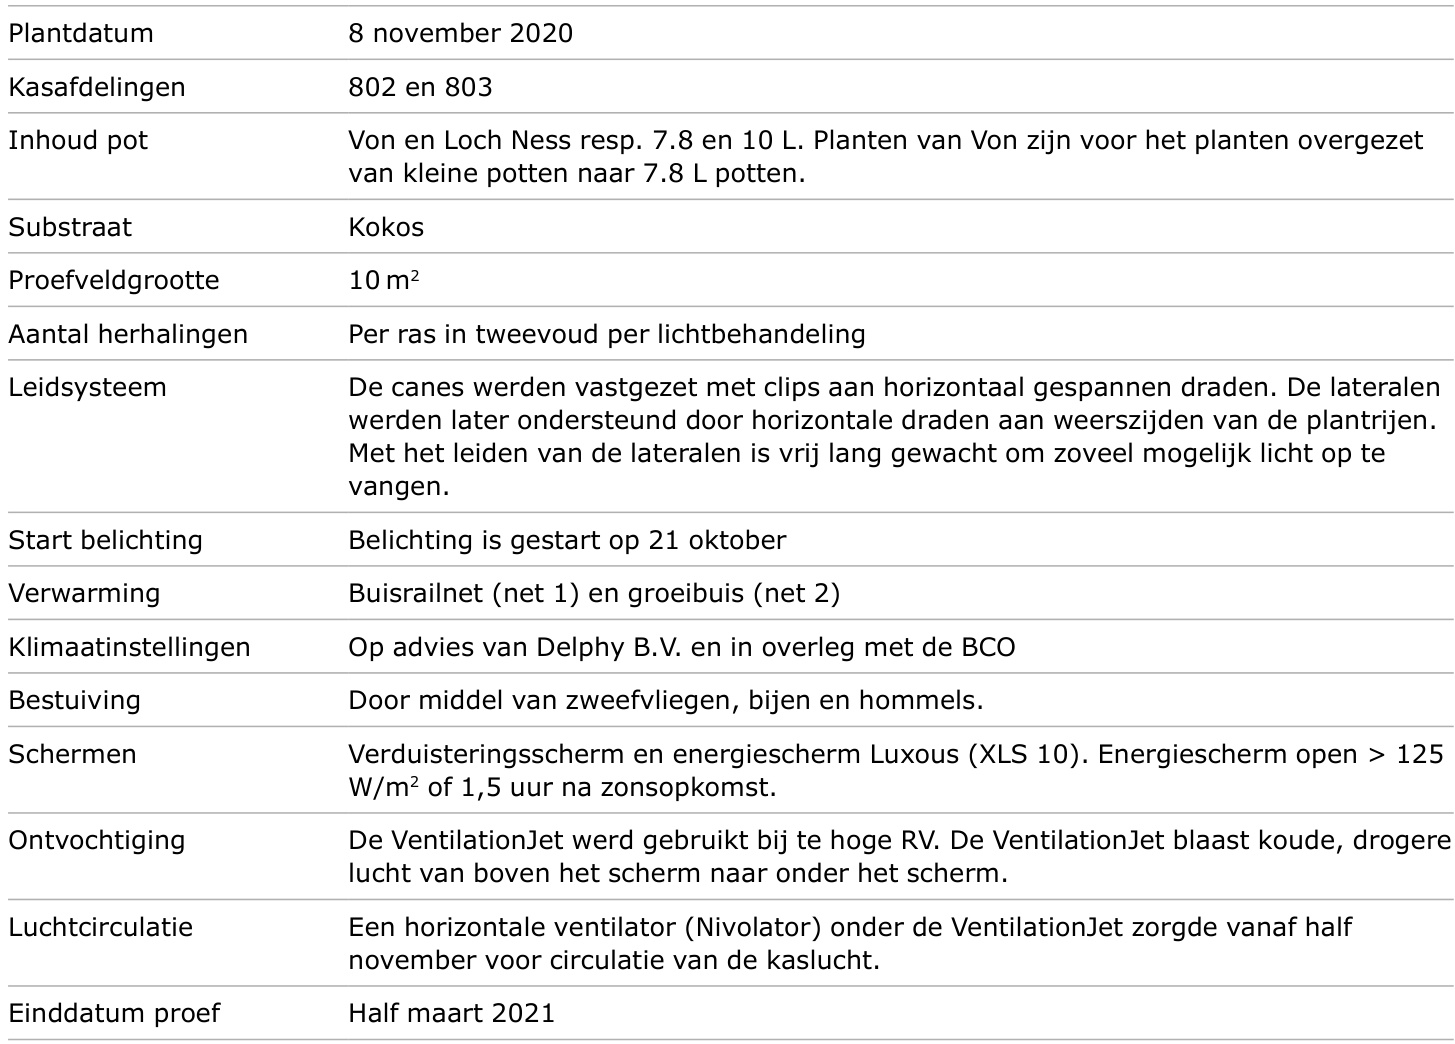 Plantdatum 8 november 2020
Kasafdelingen 802 en 803
Inhoud pot Von en Loch Ness resp. 7.8 en 10 L. Planten van Von zijn voor het planten overgezet
van kleine potten naar 7.8 L potten.
Substraat Kokos
Proefveldgrootte 10 m²
Aantal herhalingen Per ras in tweevoud per lichtbehandeling
Leidsysteem De canes werden vastgezet met clips aan horizontaal gespannen draden. De lateralen
werden later ondersteund door horizontale draden aan weerszijden van de plantrijen.
Met het leiden van de lateralen is vrij lang gewacht om zoveel mogelijk licht op te
vangen.
Start belichting Belichting is gestart op 21 oktober
Verwarming Buisrailnet (net 1) en groeibuis (net 2)
Klimaatinstellingen Op advies van Delphy B.V. en in overleg met de BCO
Bestuiving Door middel van zweefvliegen, bijen en hommels.
Schermen Verduisteringsscherm en energiescherm Luxous (XLS 10). Energiescherm open > 125
W/m² of 1,5 uur na zonsopkomst.
Ontvochtiging De VentilationJet werd gebruikt bij te hoge RV. De VentilationJet blaast koude, drogere
lucht van boven het scherm naar onder het scherm.
Luchtcirculatie Een horizontale ventilator (Nivolator) onder de VentilationJet zorgde vanaf half
november voor circulatie van de kaslucht.
Einddatum proef Half maart 2021